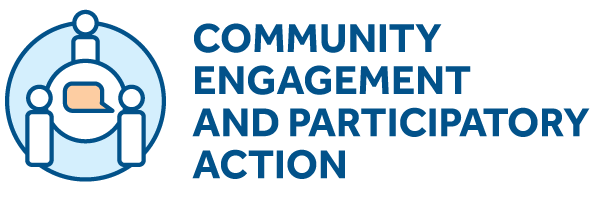 COMMUNITY
ENGAGEMENT
AND PARTICIPATORY
ACTION